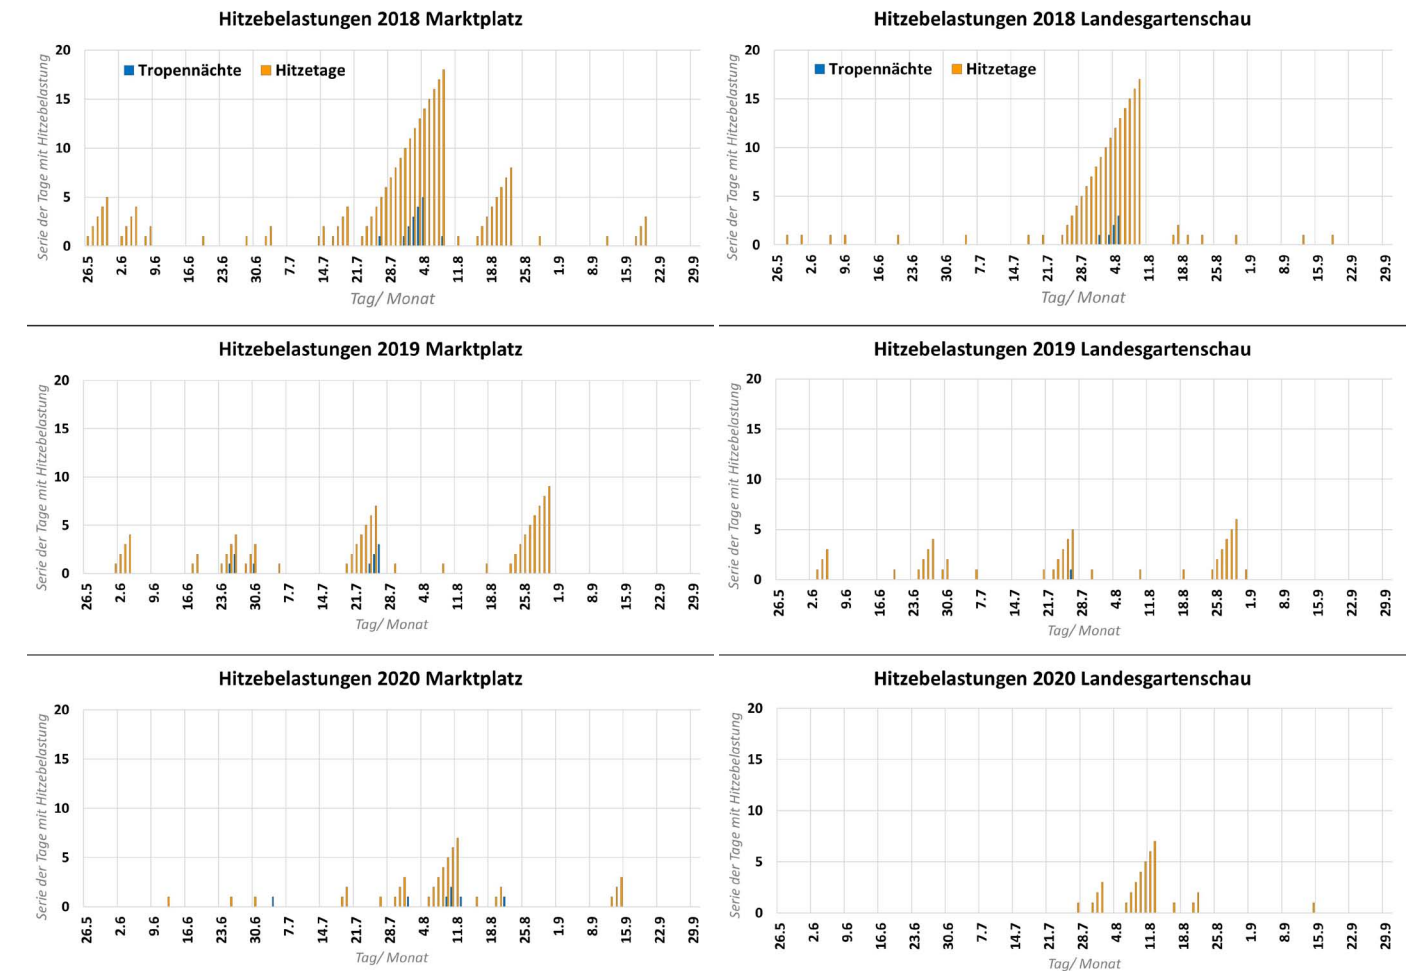 Hitzebelastungen 2018 Marktplatz
Serie der Tage mit Hitzebelastung
20
15
10
5
0
Tropennächte Hitzetage
26.5 2.6 9.6 16.6 23.6 30.6 7.7 14.7 21.7 28.7 4.8 11.8 18.8 25.8 1.9 8.9 15.9 22.9 29.9
Tag/ Monat
Hitzebelastungen 2018 Landesgartenschau
Serie der Tage mit Hitzebelastung
20
15
10
5
0
Tropennächte Hitzetage
26.5 2.6 9.6 16.6 23.6 30.6 7.7 14.7 21.7 28.7 4.8 11.8 18.8 25.8 1.9 8.9 15.9 22.9 29.9
Tag/ Monat
Hitzebelastungen 2019 Marktplatz
Serie der Tage mit Hitzebelastung
20
15
10
5
0
26.5 2.6 9.6 16.6 23.6 30.6 7.7 14.7 21.7 28.7 4.8 11.8 18.8 25.8 1.9 8.9 15.9 22.9 29.9
Tag/ Monat
Hitzebelastungen 2019 Landesgartenschau
Serie der Tage mit Hitzebelastung
20
15
10
5
0
26.5 2.6 9.6 16.6 23.6 30.6 7.7 14.7 21.7 28.7 4.8 11.8 18.8 25.8 1.9 8.9 15.9 22.9 29.9
Tag/ Monat
Hitzebelastungen 2020 Marktplatz
Serie der Tage mit Hitzebelastung
20
15
10
5
0
26.5 2.6 9.6 16.6 23.6 30.6 7.7 14.7 21.7 28.7 4.8 11.8 18.8 25.8 1.9 8.9 15.9 22.9 29.9
Tag/ Monat
Hitzebelastungen 2020 Landesgartenschau
Serie der Tage mit Hitzebelastung
20
15
10
5
0
26.5 2.6 9.6 16.6 23.6 30.6 7.7 14.7 21.7 28.7 4.8 11.8 18.8 25.8 1.9 8.9 15.9 22.9 29.9
Tag/ Monat